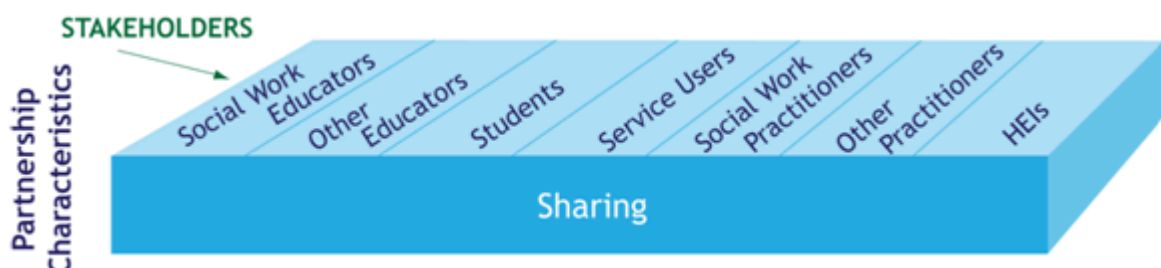 STAKEHOLDERS
Partnership
Characteristics
Social Work
Educators
Other
Educators
Students
Service Users
Social Work
Practitioners
Other
Practitioners
HEIs
Sharing